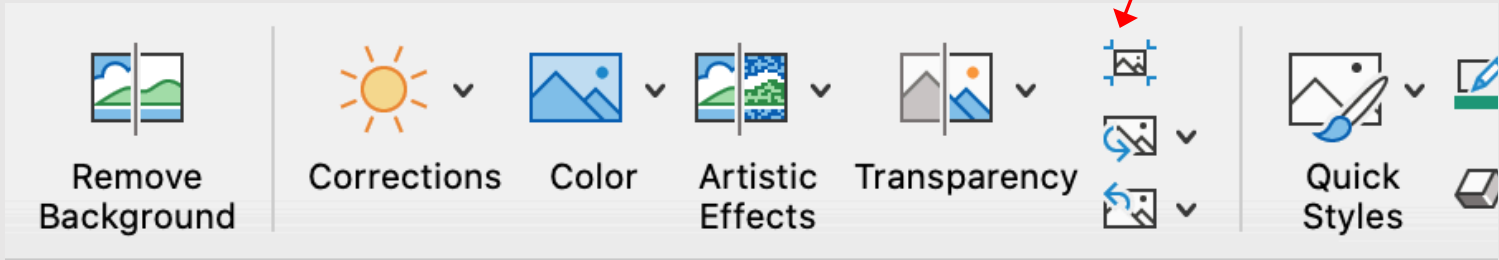 Remove
Background
Corrections
Color
Artistic
Effects
Transparency
Quick
Styles